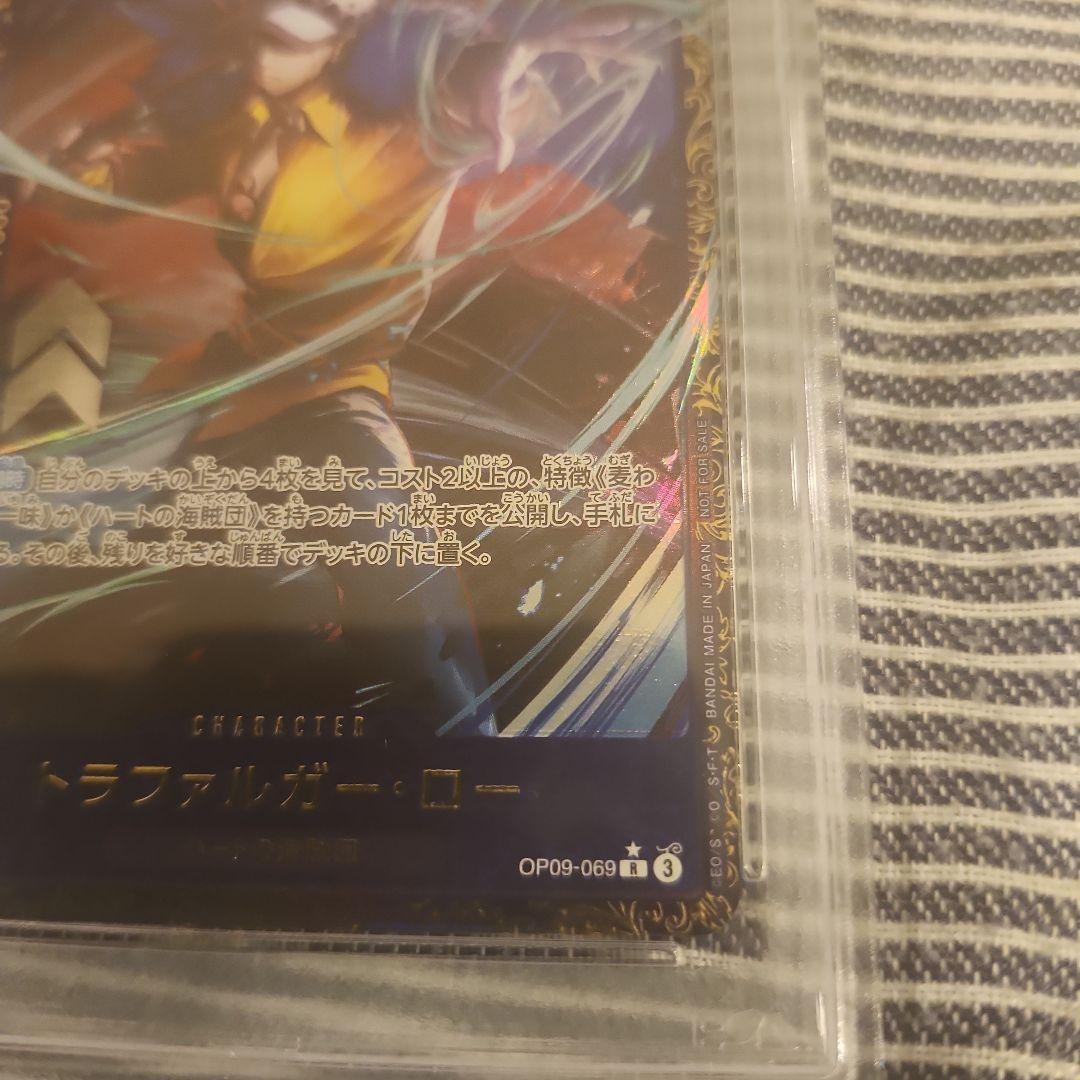 時 自分のデッキの上から4枚を見て、コスト2以上の、特徴《麦わ
一味》か《ハートの海賊団》を持つカード1枚までを公開し、手札に
る。その後、残りを好きな順番でデッキの下に置く。
CHARACTER
トラファルガー・ロー
OP09-069 R 3
BANDAI MADE IN JAPAN NOT FOR SALE